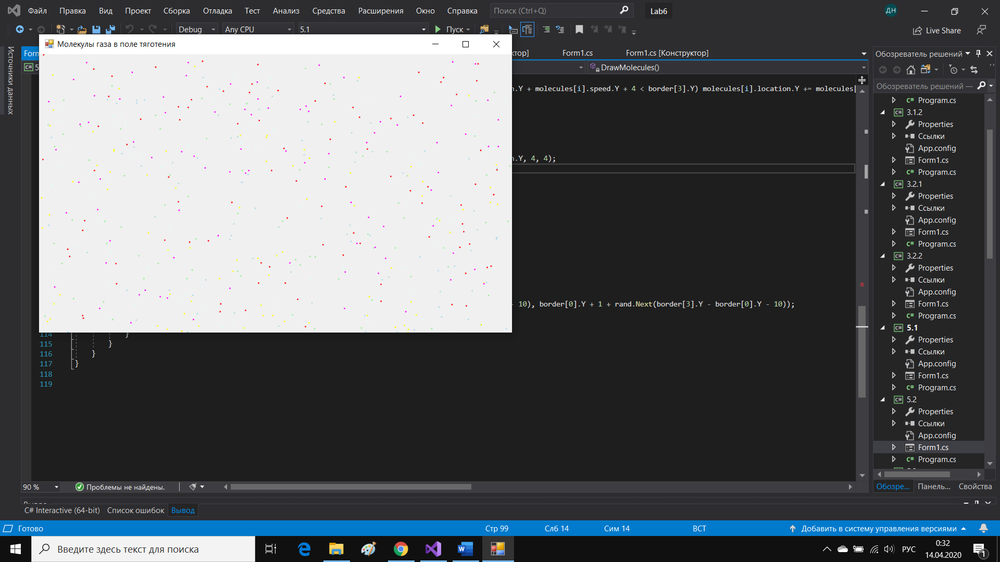 Файл Правка Вид Проект Сборка Отладка Тест Анализ Средства Расширения Окно Справка Поиск (Ctrl+Q) Lab6 ДН
Debug Any CPU 5.1 Пуск Live Share
Молекулы газа в поле тяготения
Источники данных
Form1.cs Form1.cs [Конструктор]
DrawMolecules()
.Y + molecules[i].speed.Y + 4 < border[3].Y) molecules[i].location.Y += molecules[
.Y, 4, 4);
- 10), border[0].Y + 1 + rand.Next(border[3].Y - border[0].Y - 10));
114 }
115 }
116 }
117 }
118
119
90 % Проблемы не найдены.
Обозреватель решений
Обозреватель решений —
Program.cs
3.1.2
Properties
Ссылки
App.config
Form1.cs
Program.cs
3.2.1
Properties
Ссылки
App.config
Form1.cs
Program.cs
3.2.2
Properties
Ссылки
App.config
Form1.cs
Program.cs
5.1
Properties
Ссылки
App.config
Form1.cs
Program.cs
5.2
Properties
Ссылки
App.config
Form1.cs
Program.cs
Обозре... Панель... Свойства
C# Interactive (64-bit) Список ошибок Вывод
Готово Стр 99 Слб 14 Сим 14 ВСТ Добавить в систему управления версиями
Введите здесь текст для поиска
РУС
0:32
14.04.2020
1